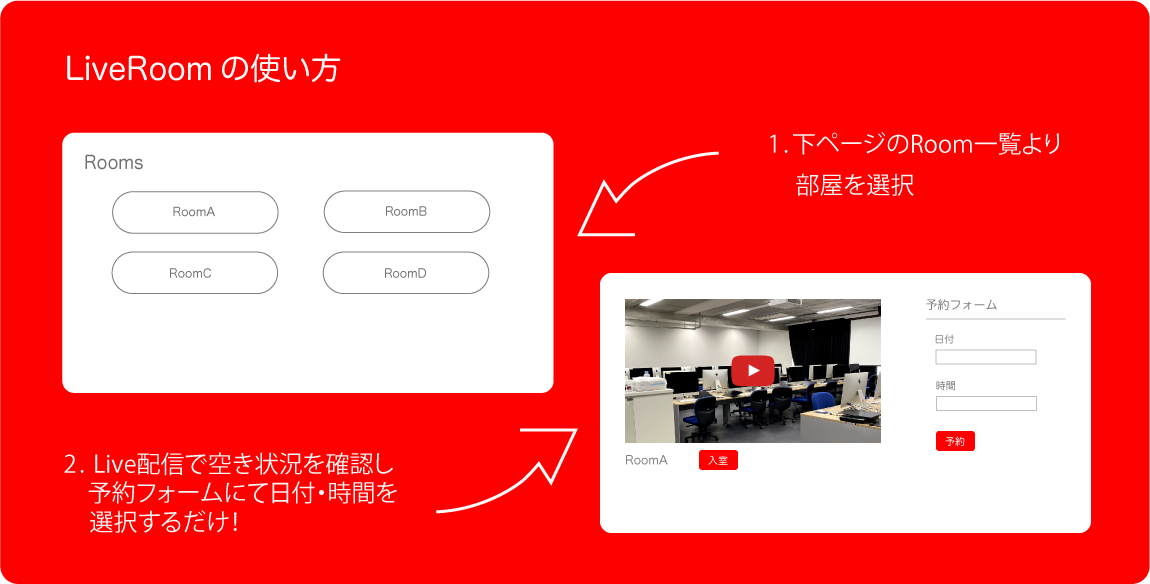 LiveRoom の使い方
Rooms
RoomA
RoomB
RoomC
RoomD
1. 下ページのRoom一覧より
部屋を選択
2. Live配信で空き状況を確認し
予約フォームにて日付・時間を
選択するだけ!
RoomA
入室
予約フォーム
日付
時間
予約